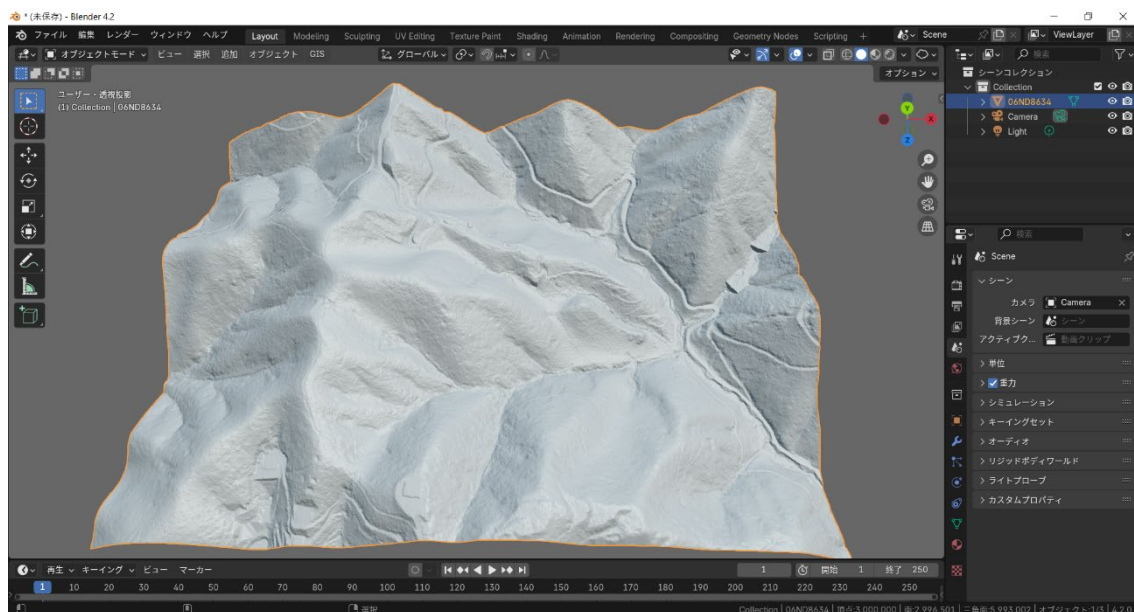 * (未保存) - Blender 4.2
ファイル 編集 レンダー ウィンドウ ヘルプ Layout Modeling Sculpting UV Editing Texture Paint Shading Animation Rendering Compositing Geometry Nodes Scripting + Scene ViewLayer
オブジェクトモード ビュー 選択 追加 オブジェクト GIS グローバル 検索
オプション
シーンコレクション
ユーザー・透視投影
(1) Collection | 06ND8634
Collection
06ND8634
Camera
Light
Y
X
Z
検索
Scene
シーン
カメラ Camera
背景シーン シーン
アクティブク... 動画クリップ
単位
重力
シミュレーション
キーイングセット
オーディオ
リジッドボディワールド
ライトプローブ
カスタムプロパティ
再生 キーイング ビュー マーカー 1 開始 1 終了 250
1 10 20 30 40 50 60 70 80 90 100 110 120 130 140 150 160 170 180 190 200 210 220 230 240 250
選択 Collection | 06ND8634 | 頂点:3,000,000 | 面:2,996,501 | 三角面:5,993,002 | オブジェクト:1/3 | 4.2.0